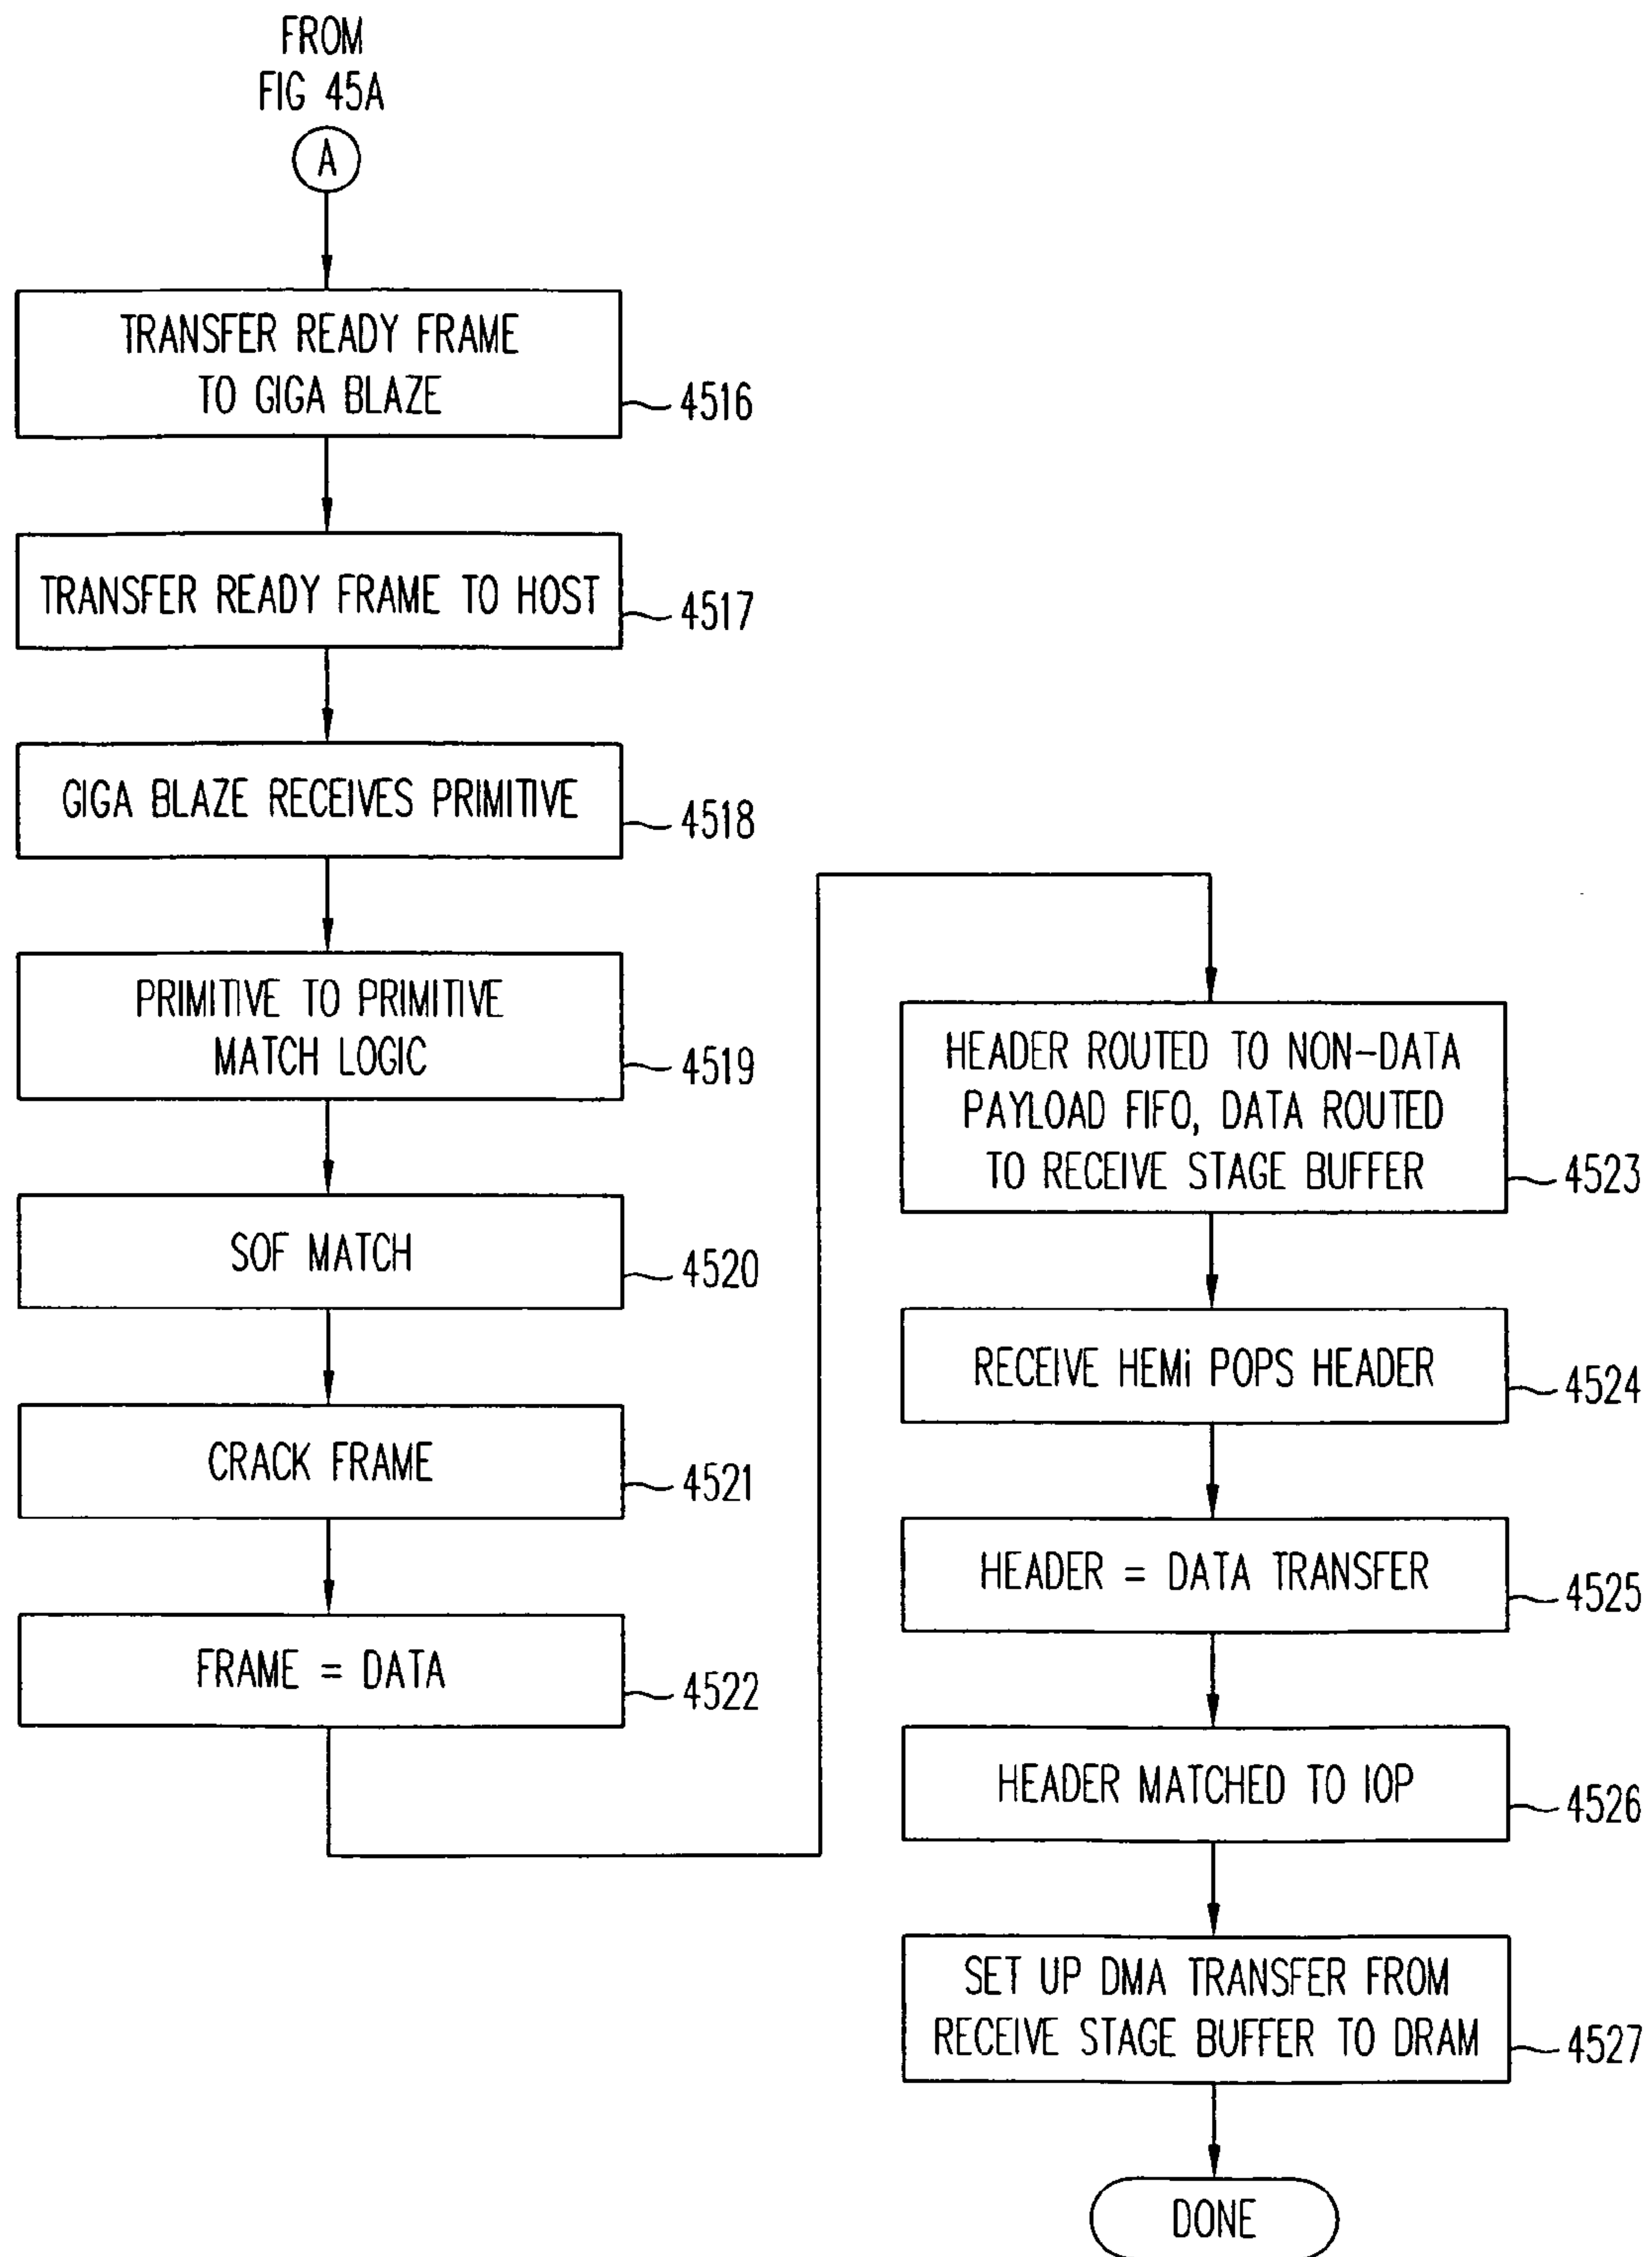 FROM
FIG 45A
A
TRANSFER READY FRAME
TO GIGA BLAZE
4516
TRANSFER READY FRAME TO HOST
4517
GIGA BLAZE RECEIVES PRIMITIVE
4518
PRIMITIVE TO PRIMITIVE
MATCH LOGIC
4519
SOF MATCH
4520
CRACK FRAME
4521
FRAME = DATA
4522
HEADER ROUTED TO NON-DATA
PAYLOAD FIFO, DATA ROUTED
TO RECEIVE STAGE BUFFER
4523
RECEIVE HEMi POPS HEADER
4524
HEADER = DATA TRANSFER
4525
HEADER MATCHED TO IOP
4526
SET UP DMA TRANSFER FROM
RECEIVE STAGE BUFFER TO DRAM
4527
DONE